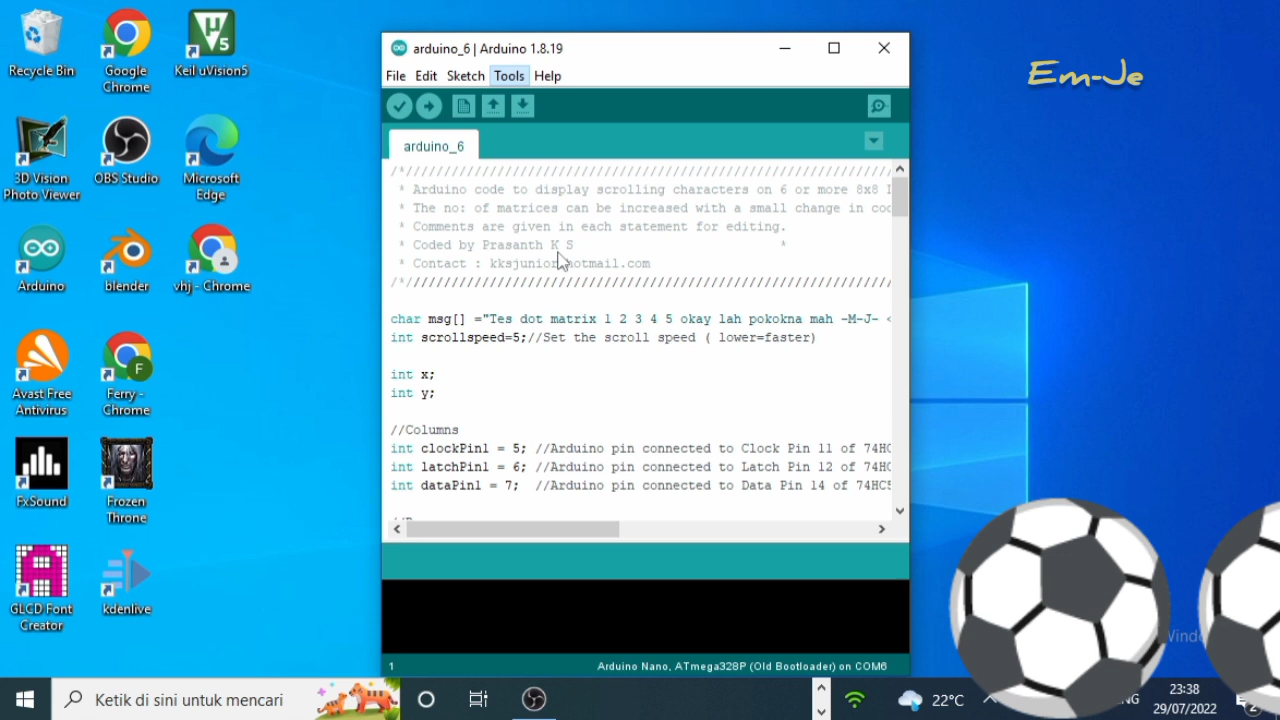 Recycle Bin
Google
Chrome
Keil uVision5
3D Vision
Photo Viewer
OBS Studio
Microsoft
Edge
Arduino
blender
vhj - Chrome
Avast Free
Antivirus
Ferry -
Chrome
FxSound
Frozen
Throne
GLCD Font
Creator
kdenlive
arduino_6 | Arduino 1.8.19
File Edit Sketch Tools Help
arduino_6
/*//////////////////////////////////////////////////////////////////
* Arduino code to display scrolling characters on 6 or more 8x8
* The no: of matrices can be increased with a small change in
* Comments are given in each statement for editing.
* Coded by Prasanth K S *
* Contact : kksjunior hotmail.com
/*//////////////////////////////////////////////////////////////////
char msg[] ="Tes dot matrix 1 2 3 4 5 okay lah pokokna mah -M-J- <
int scrollspeed=5;//Set the scroll speed ( lower=faster)
int x;
int y;
//Columns
int clockPin1 = 5; //Arduino pin connected to Clock Pin 11 of 74HC
int latchPin1 = 6; //Arduino pin connected to Latch Pin 12 of 74HC
int dataPin1 = 7; //Arduino pin connected to Data Pin 14 of 74HC5
1
Arduino Nano, ATmega328P (Old Bootloader) on COM6
Em-Je
Ketik di sini untuk mencari
22°C
ENG
23:38
29/07/2022
2